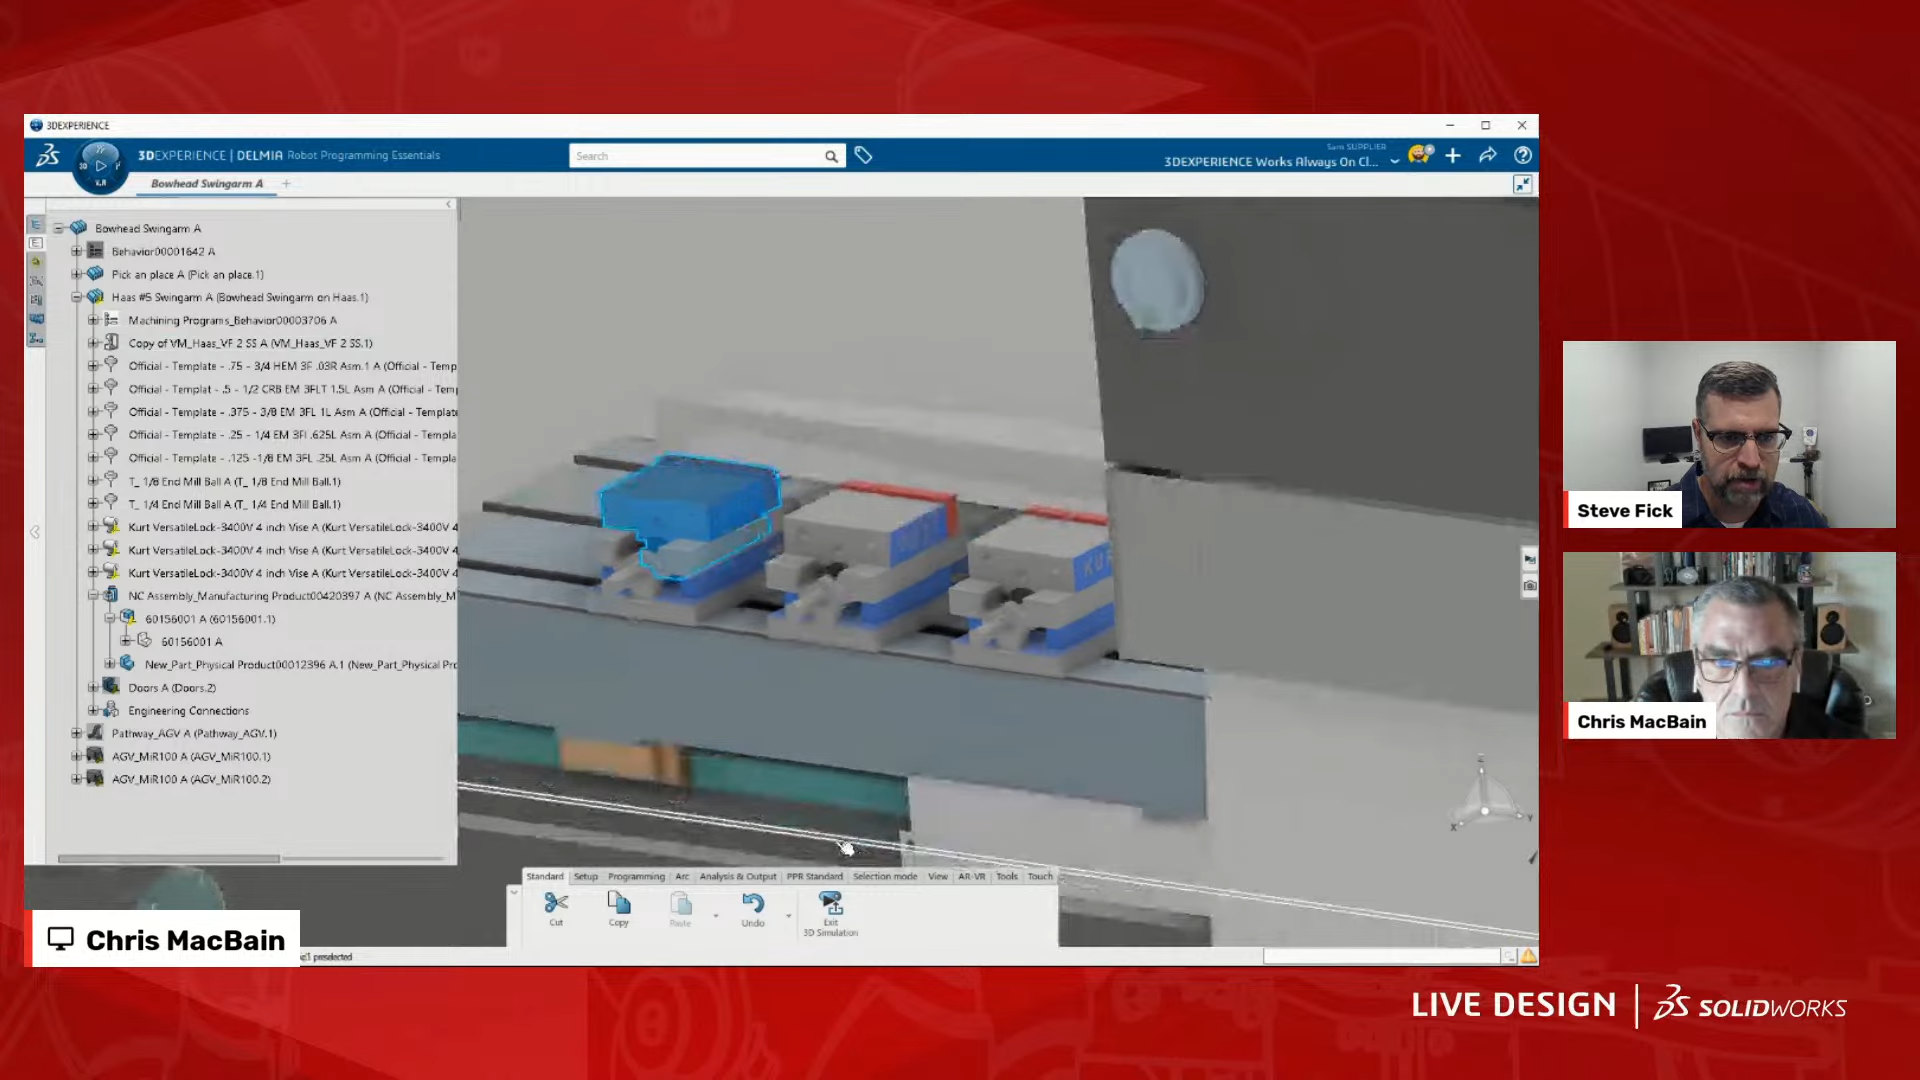 3DEXPERIENCE
3DEXPERIENCE | DELMIA Robot Programming Essentials
Search
Sam SUPPLIER
3DEXPERIENCE Works Always On Cl...
Bowhead Swingarm A
Bowhead Swingarm A
Behavior00001642 A
Pick an place A (Pick an place.1)
Haas #5 Swingarm A (Bowhead Swingarm on Haas.1)
Machining Programs_Behavior00003706 A
Copy of VM_Haas_VF 2 SS A (VM_Haas_VF 2 SS.1)
Official - Template - .75 - 3/4 HEM 3F .03R Asm.1 A (Official - Temp
Official - Templat - .5 - 1/2 CRB EM 3FLT 1.5L Asm A (Official - Tem
Official - Template - .375 - 3/8 EM 3FL 1L Asm A (Official - Template
Official - Template - .25 - 1/4 EM 3Fl .625L Asm A (Official - Templa
Official - Template - .125 -1/8 EM 3FL .25L Asm A (Official - Templa
T_ 1/8 End Mill Ball A (T_ 1/8 End Mill Ball.1)
T_ 1/4 End Mill Ball A (T_ 1/4 End Mill Ball.1)
Kurt VersatileLock-3400V 4 inch Vise A (Kurt VersatileLock-3400V 4
Kurt VersatileLock-3400V 4 inch Vise A (Kurt VersatileLock-3400V 4
Kurt VersatileLock-3400V 4 inch Vise A (Kurt VersatileLock-3400V 4
NC Assembly_Manufacturing Product00420397 A (NC Assembly_M
60156001 A (60156001.1)
60156001 A
New_Part_Physical Product00012396 A.1 (New_Part_Physical Pro
Doors A (Doors.2)
Engineering Connections
Pathway_AGV A (Pathway_AGV.1)
AGV_MiR100 A (AGV_MiR100.1)
AGV_MiR100 A (AGV_MiR100.2)
Standard Setup Programming Arc Analysis & Output PPR Standard Selection mode View AR-VR Tools Touch
Cut Copy Paste Undo Exit
3D Simulation
preselected
Chris MacBain
Steve Fick
Chris MacBain
LIVE DESIGN | SOLIDWORKS